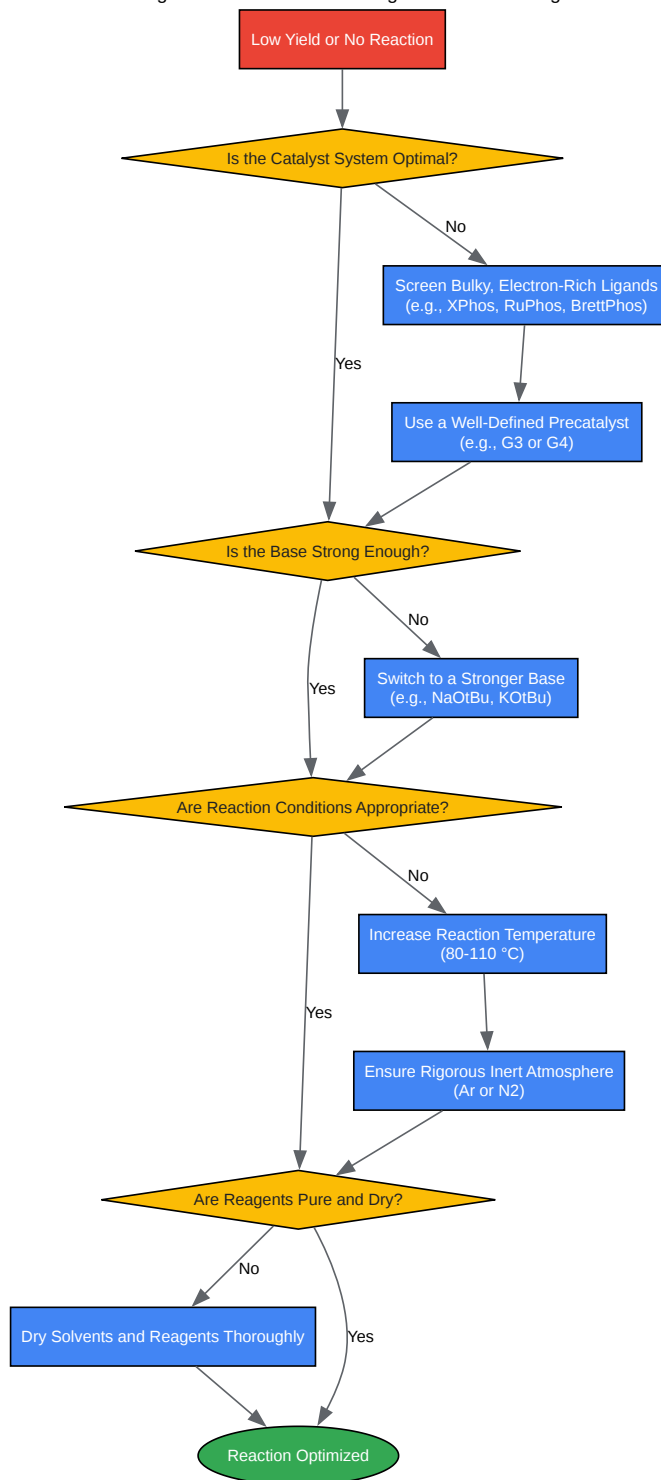 Low Yield or No Reaction
Is the Catalyst System Optimal?
No
Screen Bulky, Electron-Rich Ligands
(e.g., XPhos, RuPhos, BrettPhos)
Yes
Use a Well-Defined Precatalyst
(e.g., G3 or G4)
Is the Base Strong Enough?
No
Switch to a Stronger Base
(e.g., NaOtBu, KOtBu)
Yes
Are Reaction Conditions Appropriate?
No
Increase Reaction Temperature
(80-110 °C)
Yes
Ensure Rigorous Inert Atmosphere
(Ar or N2)
Are Reagents Pure and Dry?
No
Dry Solvents and Reagents Thoroughly
Yes
Reaction Optimized